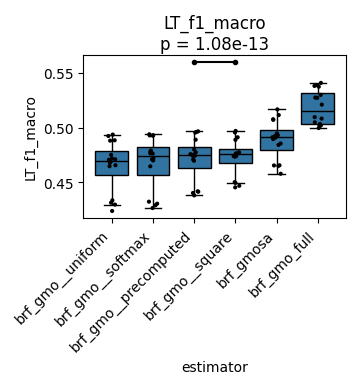 LT_f1_macro
p = 1.08e-13
LT_f1_macro
0.55
0.50
0.45
brf_gmo__uniform
brf_gmo__softmax
brf_gmo__precomputed
brf_gmo__square
brf_gmosa
brf_gmo_full
estimator